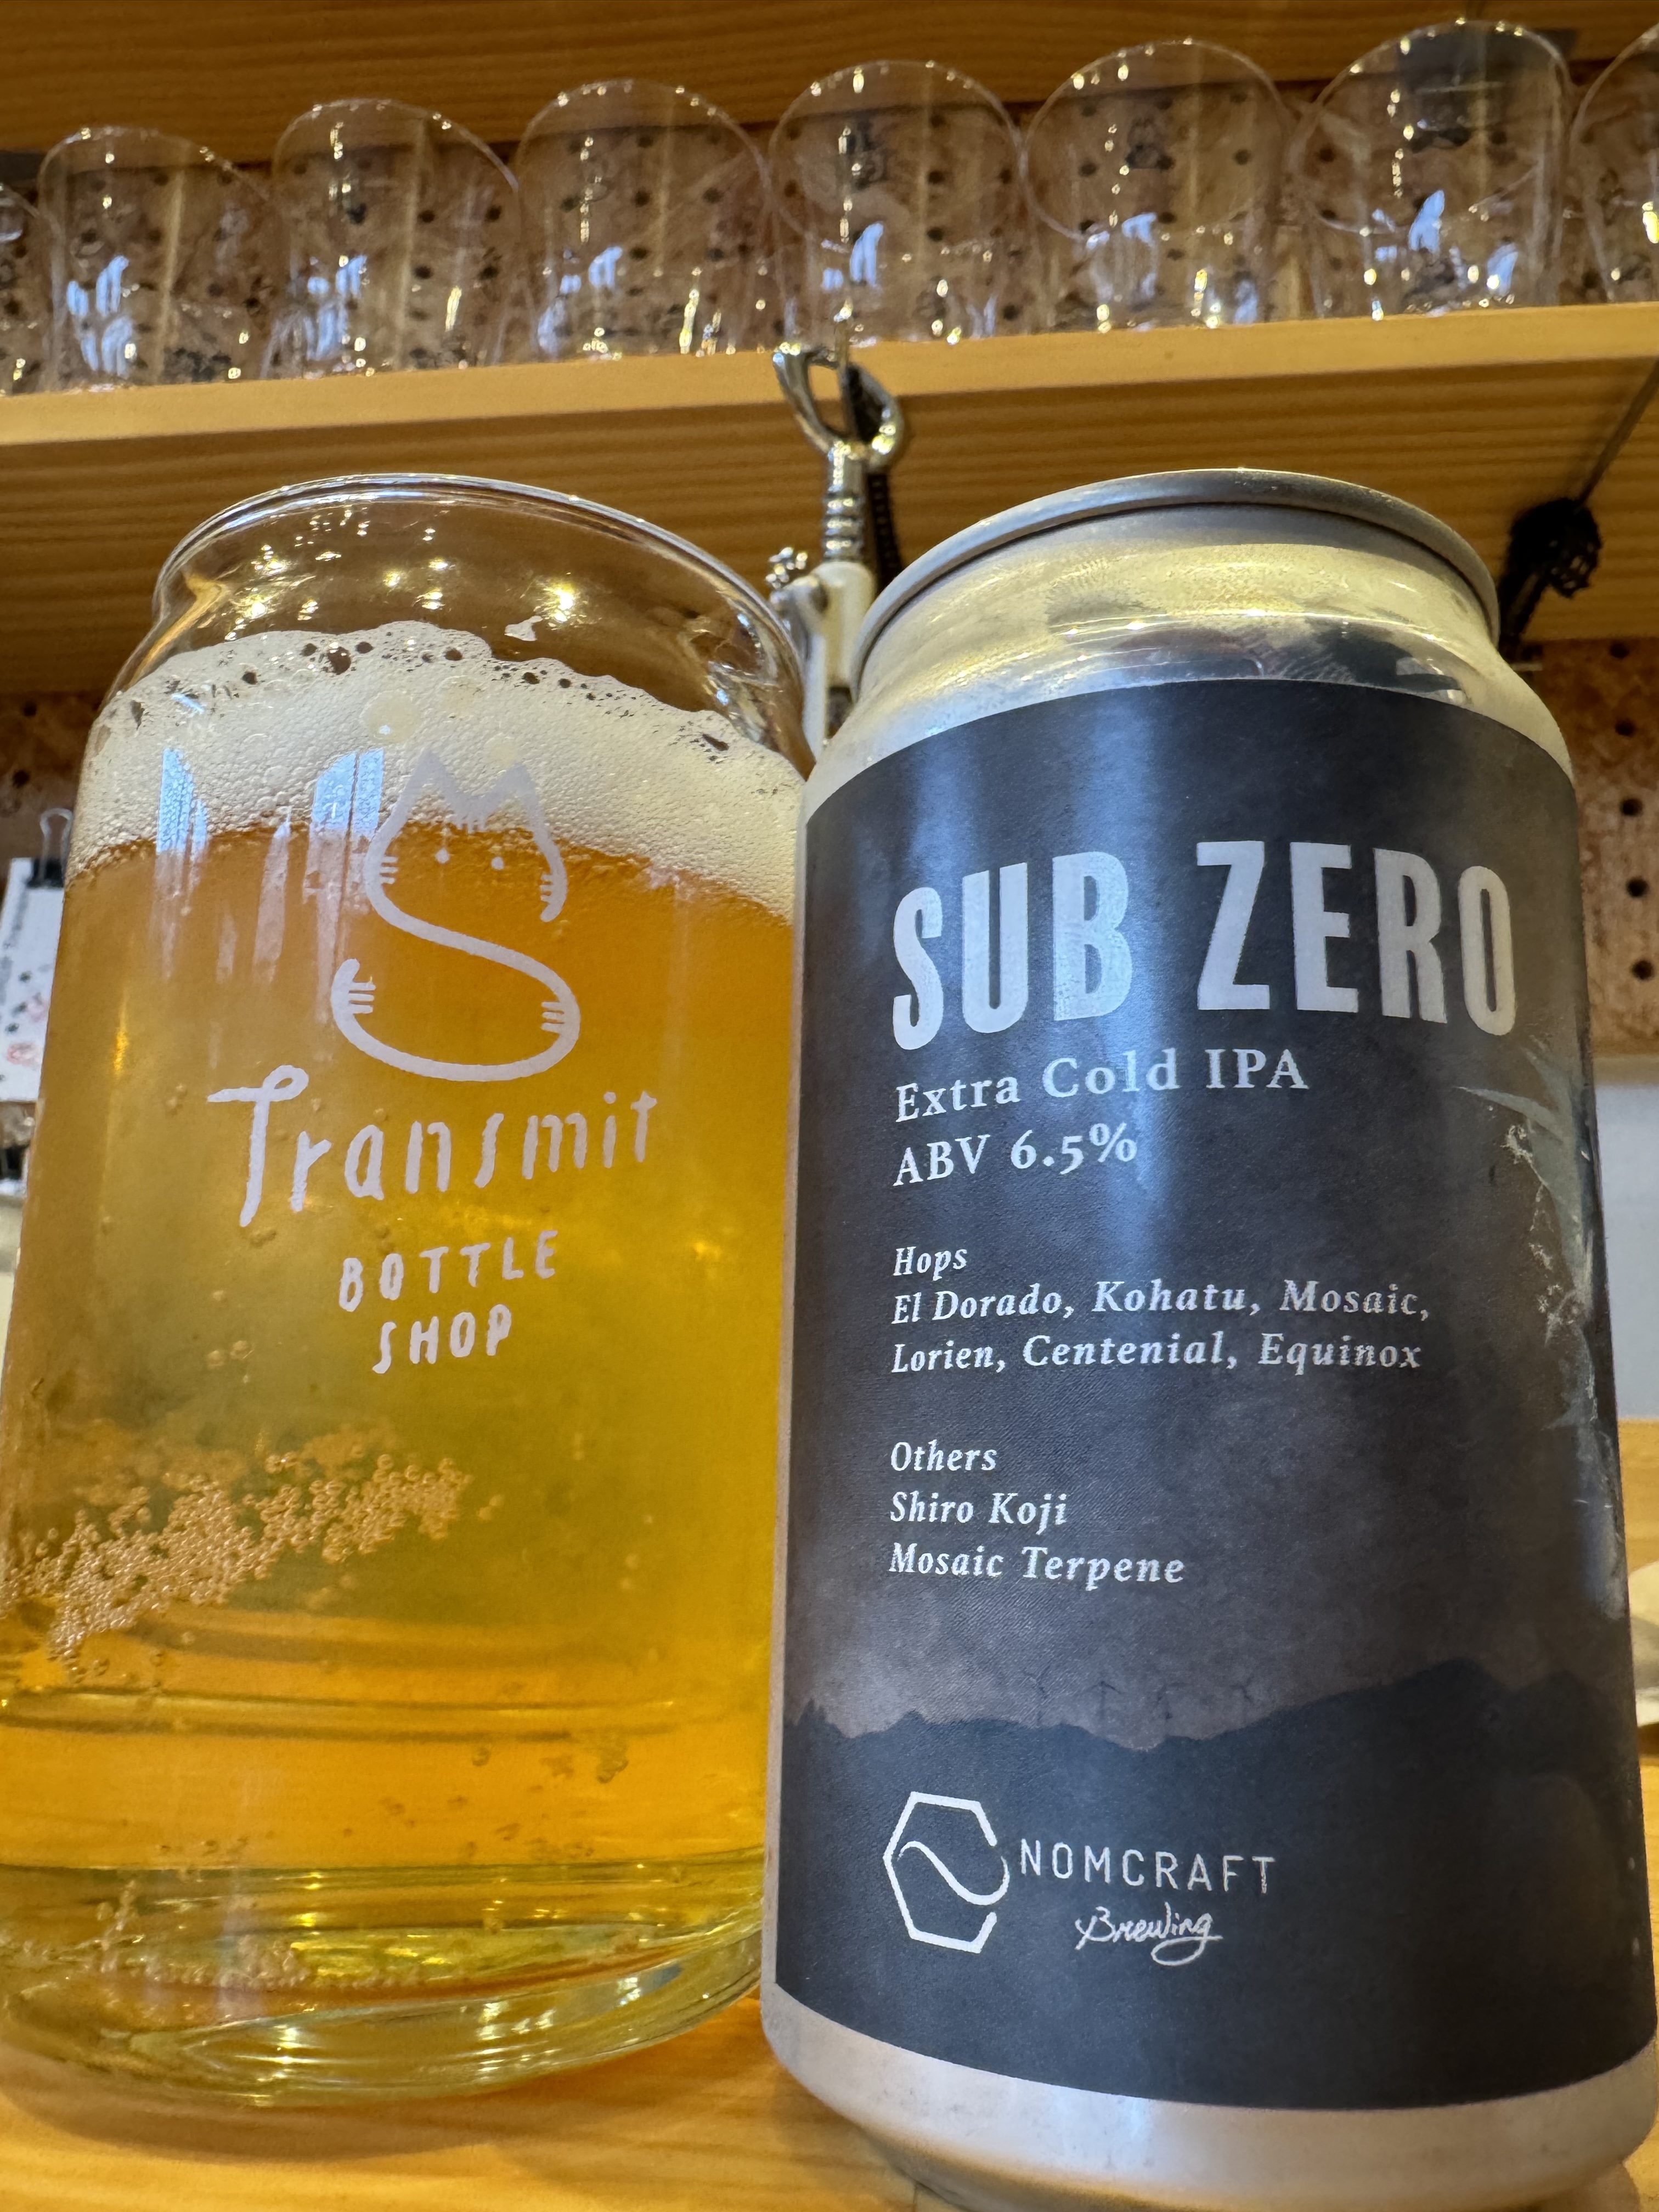 Transmit
BOTTLE
SHOP
SUB ZERO
Extra Cold IPA
ABV 6.5%
Hops
El Dorado, Kohatu, Mosaic,
Lorien, Centenial, Equinox
Others
Shiro Koji
Mosaic Terpene
NOMCRAFT
Brewing